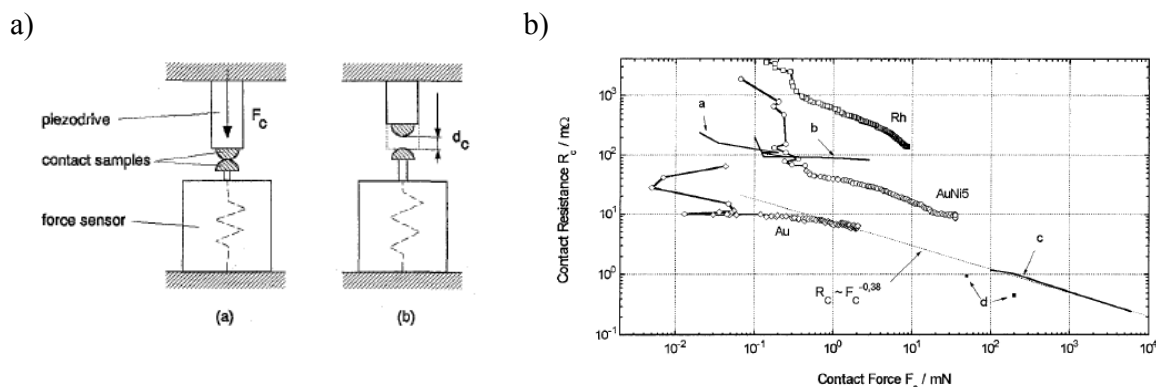 a)
piezodrive
contact samples
force sensor
F_c
d_c
(a)
(b)
b)
Contact Resistance R_c / mΩ
10^3
10^2
10^1
10^0
10^-1
a
b
Rh
AuNi5
Au
c
d
R_C ~ F_C^-0,38
10^-2
10^-1
10^0
10^1
10^2
10^3
10^4
Contact Force F_c / mN